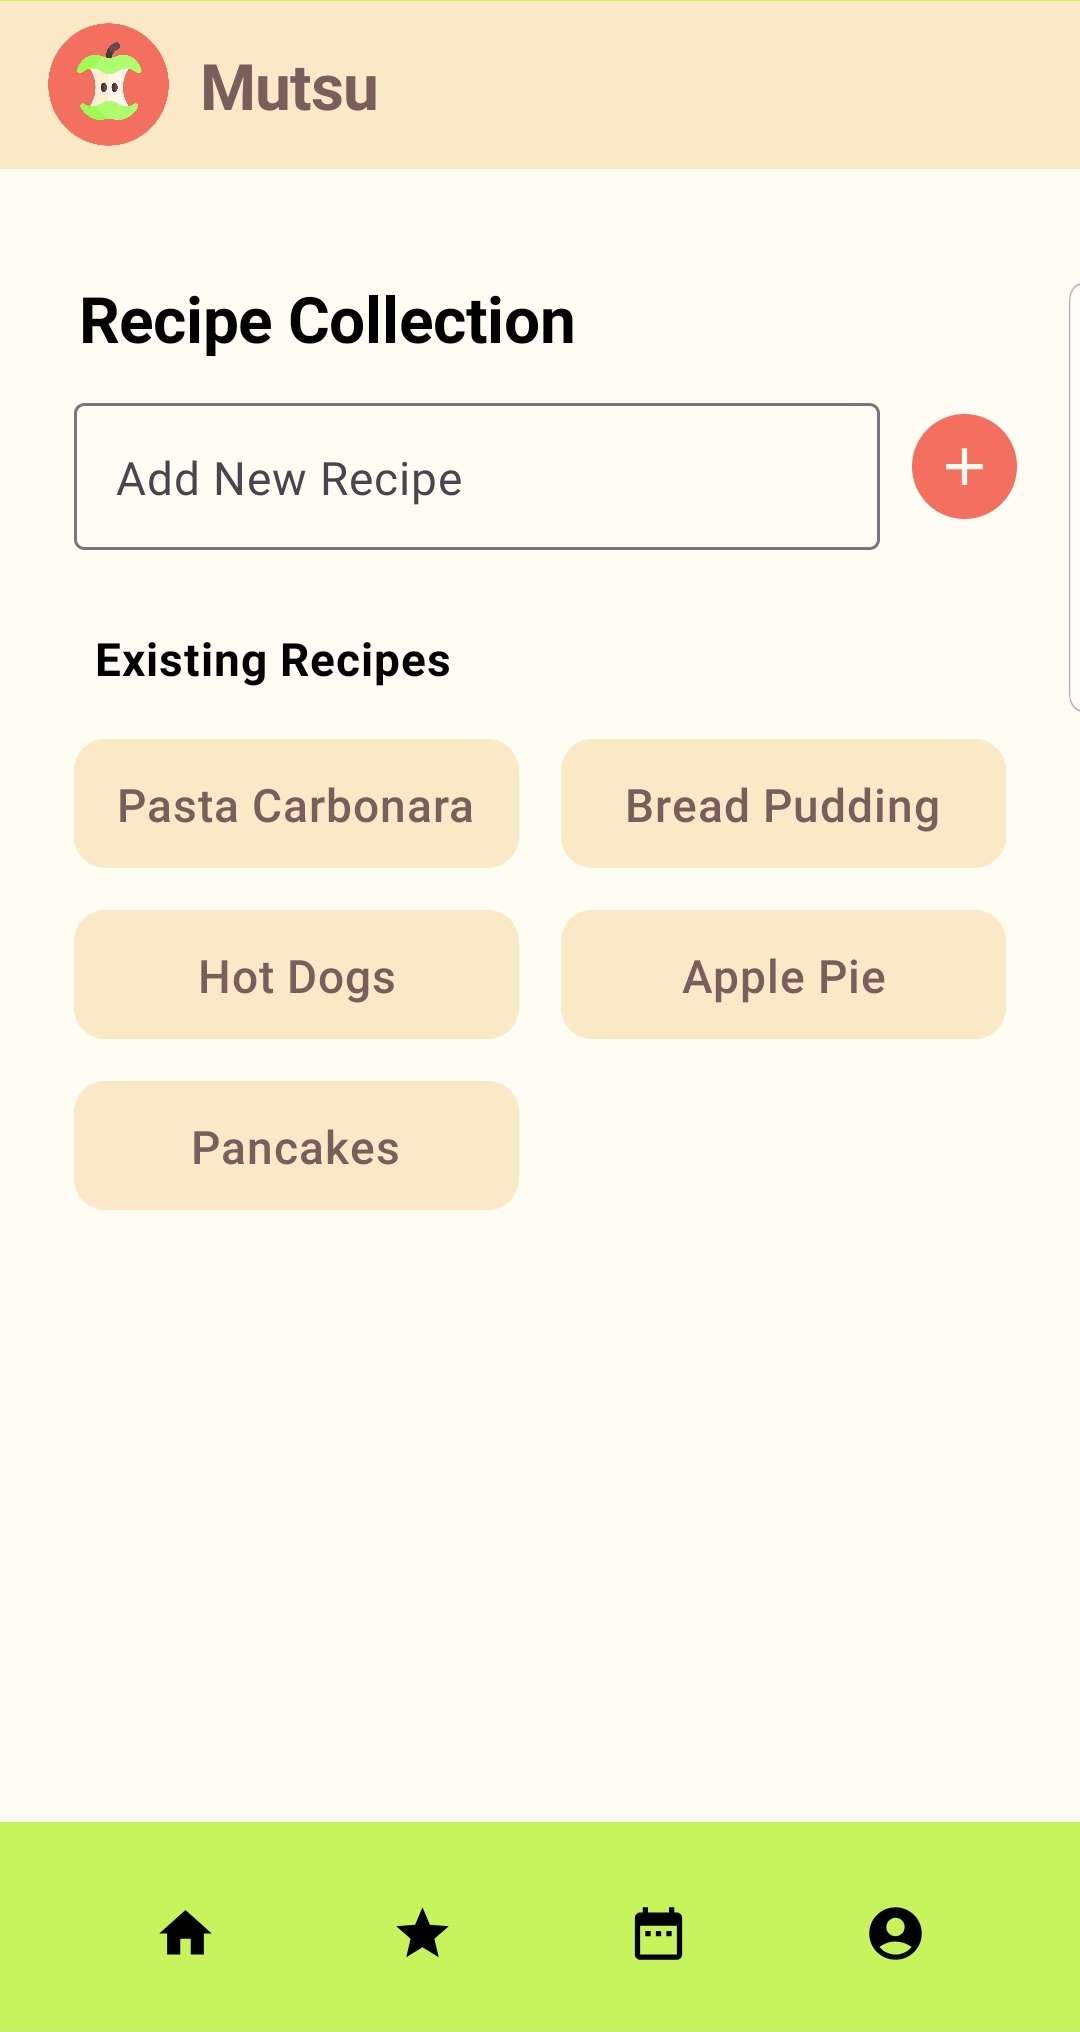 Mutsu
Recipe Collection
Add New Recipe
Existing Recipes
Pasta Carbonara
Bread Pudding
Hot Dogs
Apple Pie
Pancakes